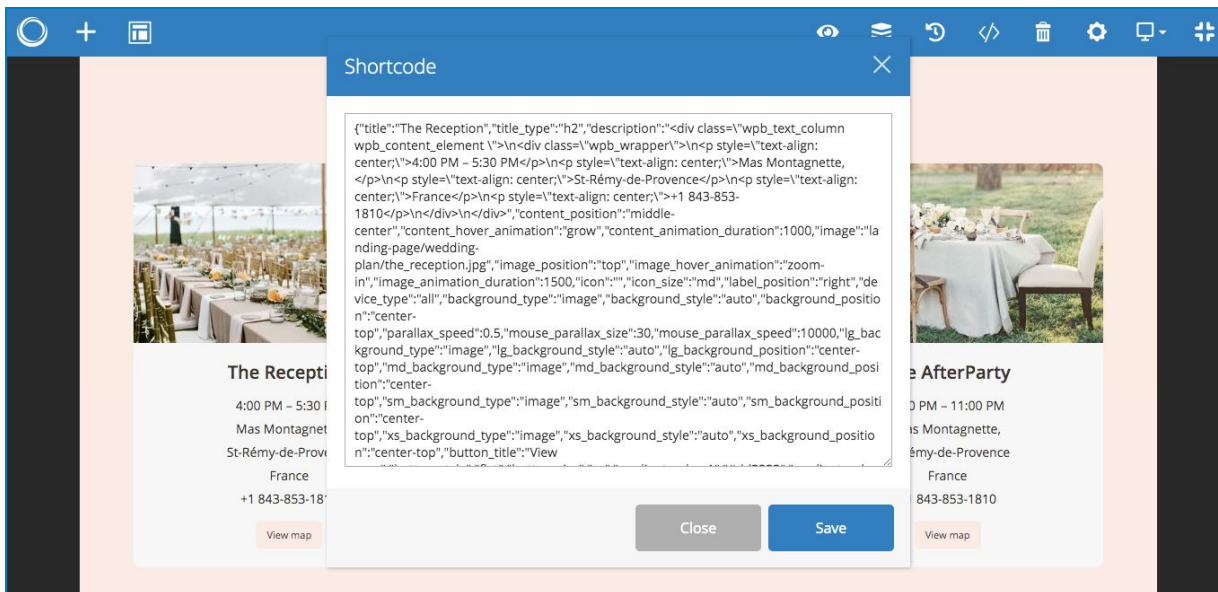 Shortcode
{"title":"The Reception","title_type":"h2","description":"<div class=\"wpb_text_column
wpb_content_element \">\n<div class=\"wpb_wrapper\">\n<p style=\"text-align:
center;\">4:00 PM – 5:30 PM</p>\n<p style=\"text-align: center;\">Mas Montagnette,
</p>\n<p style=\"text-align: center;\">St-Rémy-de-Provence</p>\n<p style=\"text-align:
center;\">France</p>\n<p style=\"text-align: center;\">+1 843-853-
1810</p>\n</div>\n</div>","content_position":"middle-
center","content_hover_animation":"grow","content_animation_duration":1000,"image":"la
nding-page/wedding-
plan/the_reception.jpg","image_position":"top","image_hover_animation":"zoom-
in","image_animation_duration":1500,"icon":"","icon_size":"md","label_position":"right","de
vice_type":"all","background_type":"image","background_style":"auto","background_positio
n":"center-
top","parallax_speed":0.5,"mouse_parallax_size":30,"mouse_parallax_speed":10000,"lg_bac
kground_type":"image","lg_background_style":"auto","lg_background_position":"center-
top","md_background_type":"image","md_background_style":"auto","md_background_posi
tion":"center-
top","sm_background_type":"image","sm_background_style":"auto","sm_background_positi
on":"center-
top","xs_background_type":"image","xs_background_style":"auto","xs_background_positio
n":"center-top","button_title":"View
Close
Save
The Recepti
4:00 PM – 5:30
Mas Montagnet
St-Rémy-de-Prove
France
+1 843-853-18
View map
AfterParty
PM – 11:00 PM
Montagnette,
émy-de-Provence
France
843-853-1810
View map